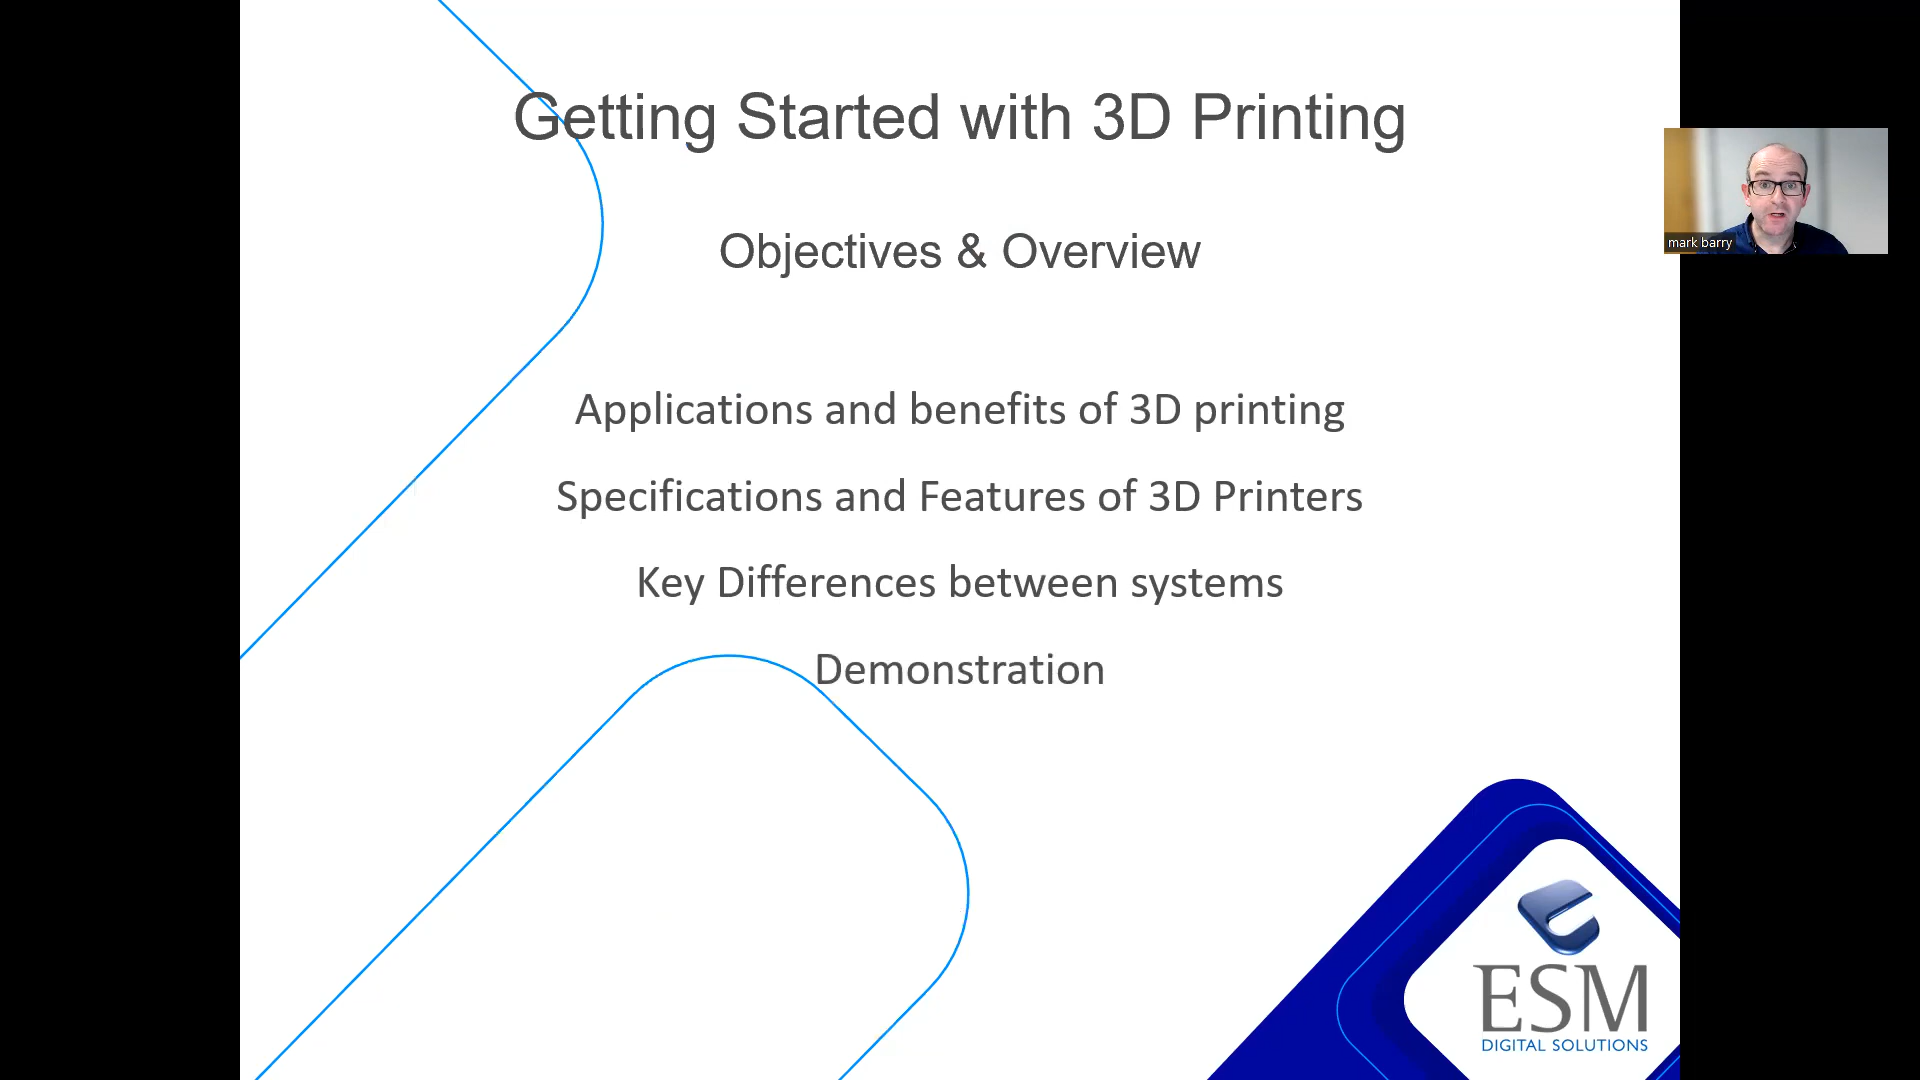 Getting Started with 3D Printing
Objectives & Overview
mark barry
Applications and benefits of 3D printing
Specifications and Features of 3D Printers
Key Differences between systems
Demonstration
ESM
DIGITAL SOLUTIONS